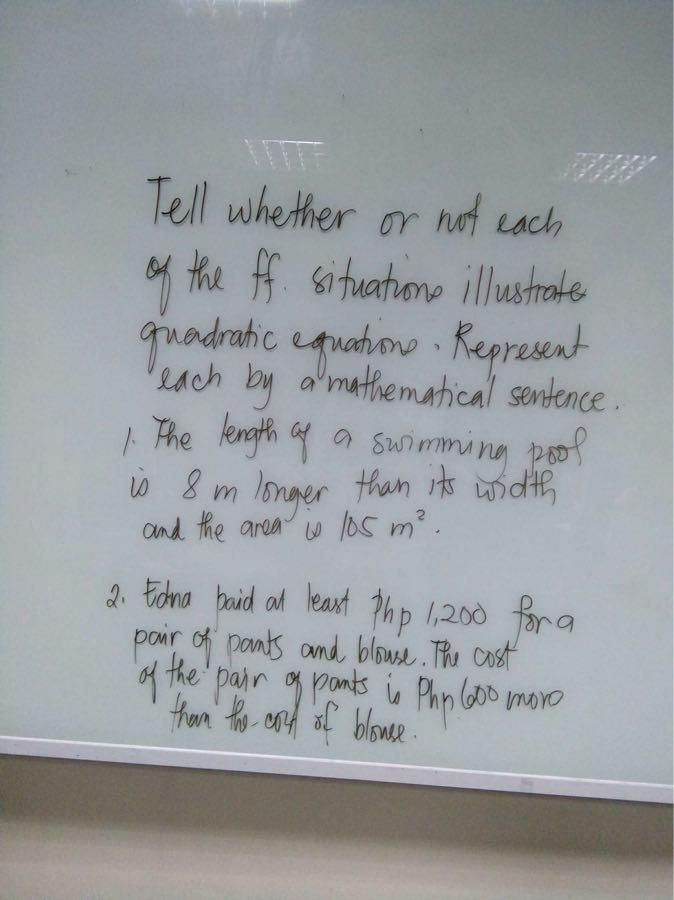 Tell whether or not each
of the ff. situations illustrate
quadratic equations. Represent
each by a mathematical sentence.
1. The length of a swimming pool
is 8 m longer than its width
and the area is 105 m².
2. Edna paid at least Php 1,200 for a
pair of pants and blouse. The cost
of the pair of pants is Php 600 more
than the cost of blouse.